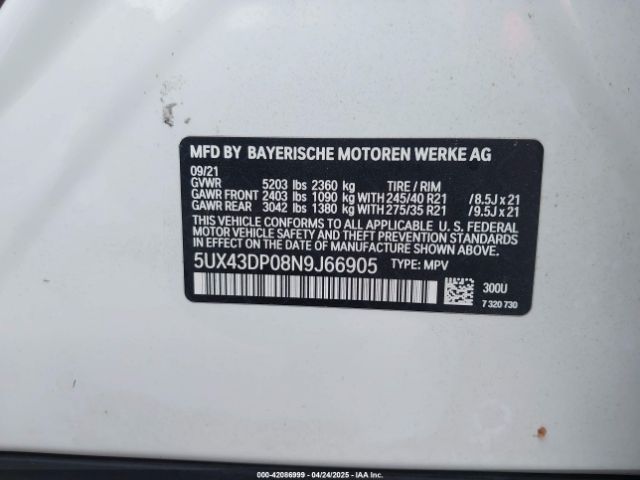 MFD BY BAYERISCHE MOTOREN WERKE AG
09/21
GVWR 5203 lbs 2360 kg TIRE / RIM
GAWR FRONT 2403 lbs 1090 kg WITH 245/40 R21 / 8.5J x 21
GAWR REAR 3042 lbs 1380 kg WITH 275/35 R21 / 9.5J x 21
THIS VEHICLE CONFORMS TO ALL APPLICABLE U. S. FEDERAL
MOTOR VEHICLE SAFETY AND THEFT PREVENTION STANDARDS
IN EFFECT ON THE DATE OF MANUFACTURE SHOWN ABOVE.
5UX43DP08N9J66905 TYPE: MPV
300U
7 320 730
000-42086999 - 04/24/2025 - IAA Inc.